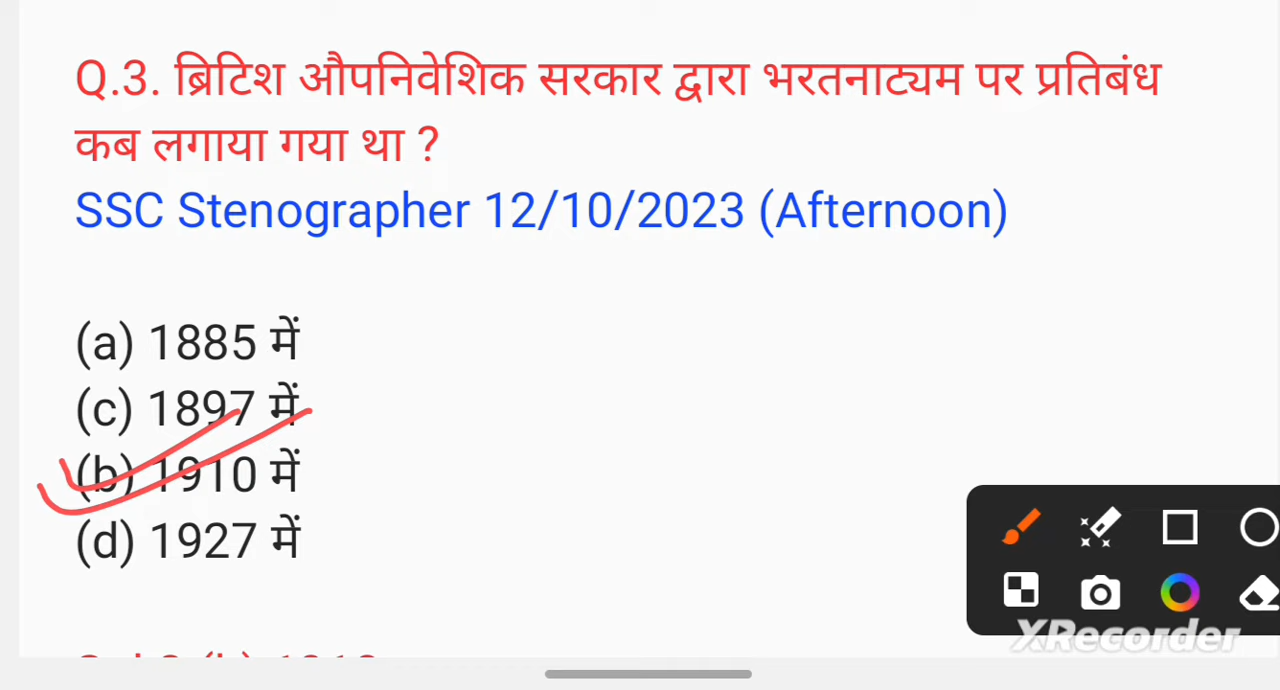 Q.3. ब्रिटिश औपनिवेशिक सरकार द्वारा भरतनाट्यम पर प्रतिबंध
कब लगाया गया था ?
SSC Stenographer 12/10/2023 (Afternoon)
(a) 1885 में
(c) 1897 में
(b) 1910 में
(d) 1927 में
XRecorder